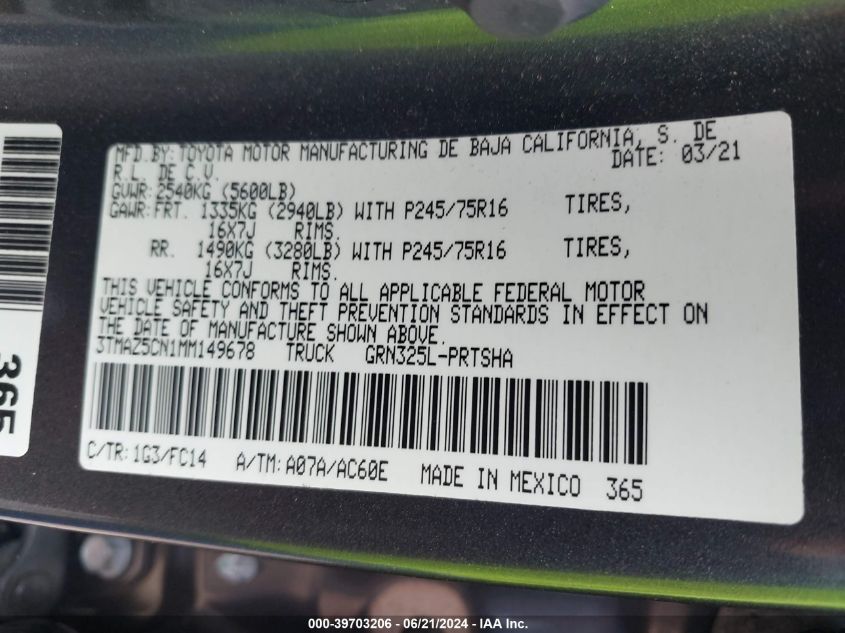 MFD.BY: TOYOTA MOTOR MANUFACTURING DE BAJA CALIFORNIA, S. DE
R.L. DE C.V. DATE: 03/21
GVWR: 2540KG (5600LB)
GAWR: FRT. 1335KG (2940LB) WITH P245/75R16 TIRES,
16X7J RIMS.
RR. 1490KG (3280LB) WITH P245/75R16 TIRES,
16X7J RIMS.
THIS VEHICLE CONFORMS TO ALL APPLICABLE FEDERAL MOTOR
VEHICLE SAFETY AND THEFT PREVENTION STANDARDS IN EFFECT ON
THE DATE OF MANUFACTURE SHOWN ABOVE.
3TMAZ5CN1MM149678 TRUCK GRN325L-PRTSHA
C/TR: 1G3/FC14 A/TM: A07A/AC60E MADE IN MEXICO 365
365
000-39703206 - 06/21/2024 - IAAI Inc.